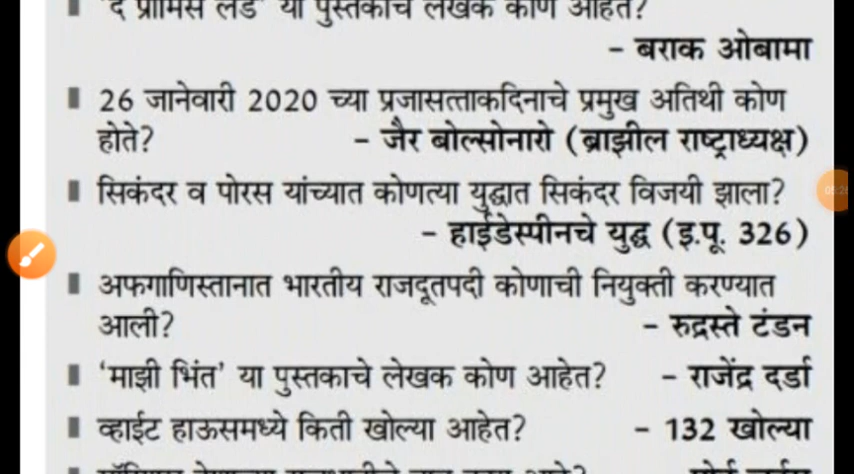 'द प्रॉमिस लँड' या पुस्तकाचे लेखक कोण आहेत?
- बराक ओबामा
26 जानेवारी 2020 च्या प्रजासत्ताकदिनाचे प्रमुख अतिथी कोण
होते? - जैर बोल्सोनारो (ब्राझील राष्ट्राध्यक्ष)
सिकंदर व पोरस यांच्यात कोणत्या युद्धात सिकंदर विजयी झाला?
- हाईडेस्पीनचे युद्ध (इ.पू. 326)
अफगाणिस्तानात भारतीय राजदूतपदी कोणाची नियुक्ती करण्यात
आली? - रुद्रस्ते टंडन
'माझी भिंत' या पुस्तकाचे लेखक कोण आहेत? - राजेंद्र दर्डा
व्हाईट हाऊसमध्ये किती खोल्या आहेत? - 132 खोल्या